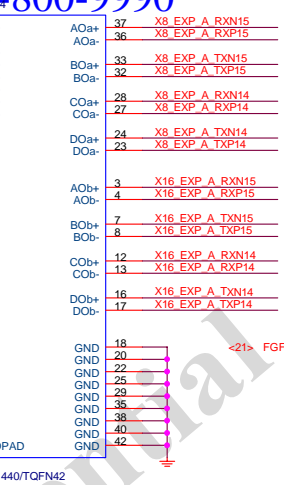 -800-9990
AOa+ 37 X8_EXP_A_RXN15
AOa- 36 X8_EXP_A_RXP15
BOa+ 33 X8_EXP_A_TXN15
BOa- 32 X8_EXP_A_TXP15
COa+ 28 X8_EXP_A_RXN14
COa- 27 X8_EXP_A_RXP14
DOa+ 24 X8_EXP_A_TXN14
DOa- 23 X8_EXP_A_TXP14
AOb+ 3 X16_EXP_A_RXN15
AOb- 4 X16_EXP_A_RXP15
BOb+ 7 X16_EXP_A_TXN15
BOb- 8 X16_EXP_A_TXP15
COb+ 12 X16_EXP_A_RXN14
COb- 13 X16_EXP_A_RXP14
DOb+ 16 X16_EXP_A_TXN14
DOb- 17 X16_EXP_A_TXP14
GND 18 <21> FGF
GND 20
GND 22
GND 25
GND 29
GND 35
GND 38
GND 40
GND 42
PAD
440/TQFN42
ential